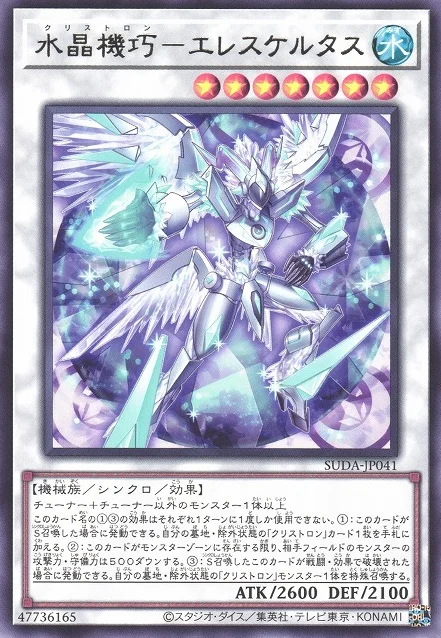 クリストロン
水晶機巧－エレスケルタス
水
SUDA-JP041
【機械族／シンクロ／効果】
チューナー＋チューナー以外のモンスター1体以上
このカード名の①③の効果はそれぞれ1ターンに1度しか使用できない。①：このカードが
S召喚した場合に発動できる。自分の墓地・除外状態の「クリストロン」カード1枚を手札に
加える。②：このカードがモンスターゾーンに存在する限り、相手フィールドのモンスターの
攻撃力・守備力は500ダウンする。③：S召喚したこのカードが戦闘・効果で破壊された
場合に発動できる。自分の墓地・除外状態の「クリストロン」モンスター1体を特殊召喚する。
ATK/2600 DEF/2100
47736165
©スタジオ・ダイス／集英社・テレビ東京・KONAMI